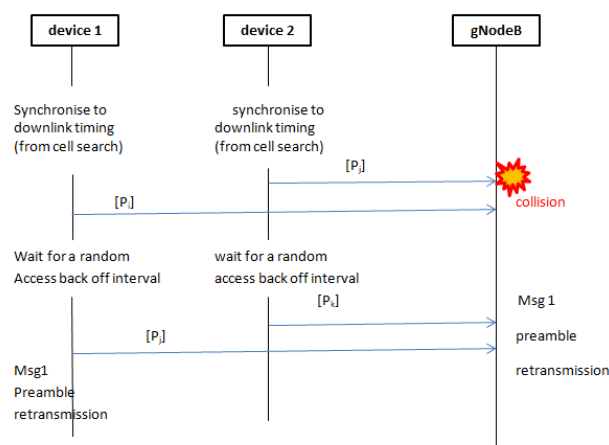 device 1
device 2
gNodeB
Synchronise to
downlink timing
(from cell search)
synchronise to
downlink timing
(from cell search)
[Pⱼ]
collision
[Pᵢ]
Wait for a random
Access back off interval
wait for a random
access back off interval
[Pₖ]
Msg 1
preamble
retransmission
[Pⱼ]
Msg1
Preamble
retransmission